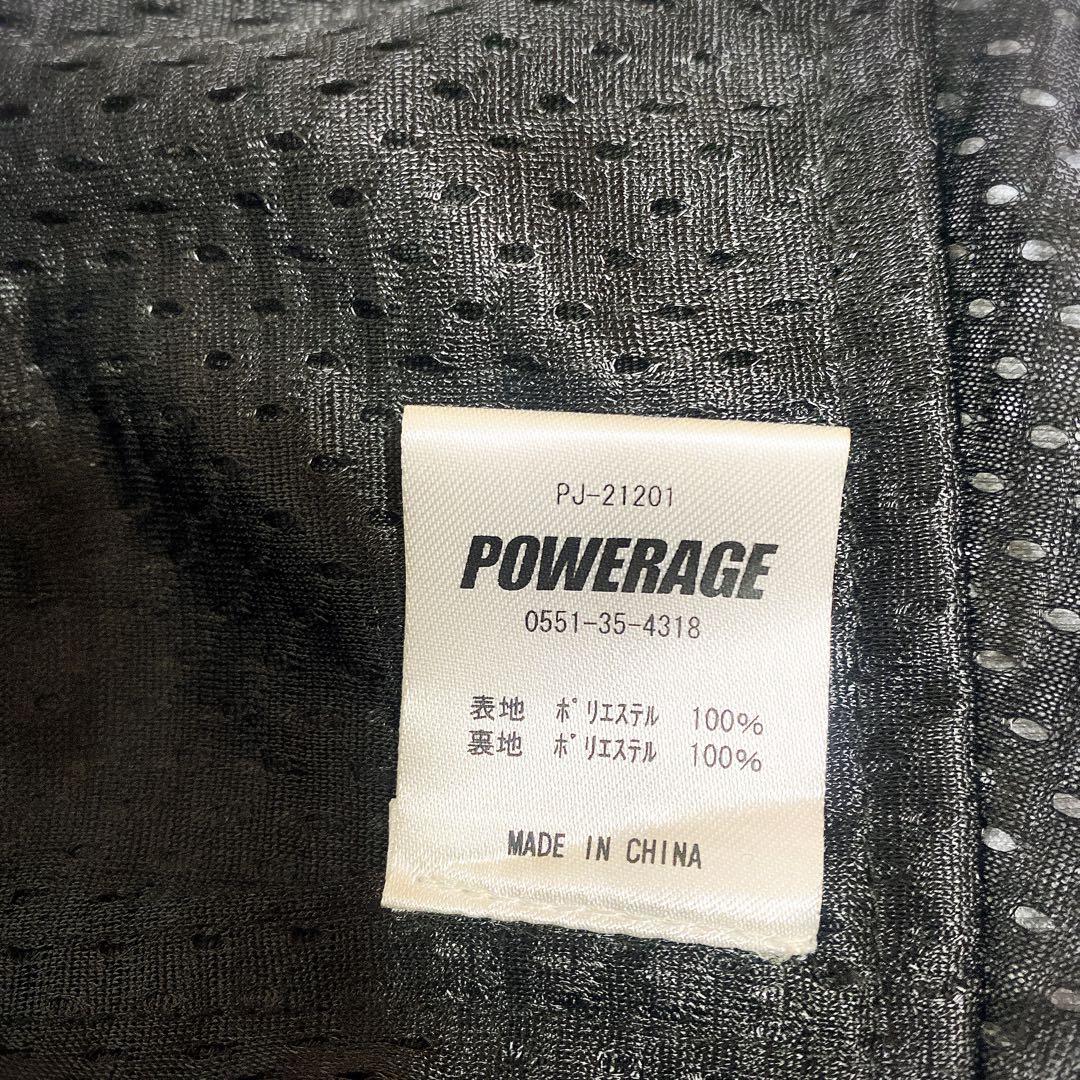 PJ-21201
POWERAGE
0551-35-4318
表地 ﾎﾟﾘｴｽﾃﾙ 100%
裏地 ﾎﾟﾘｴｽﾃﾙ 100%
MADE IN CHINA